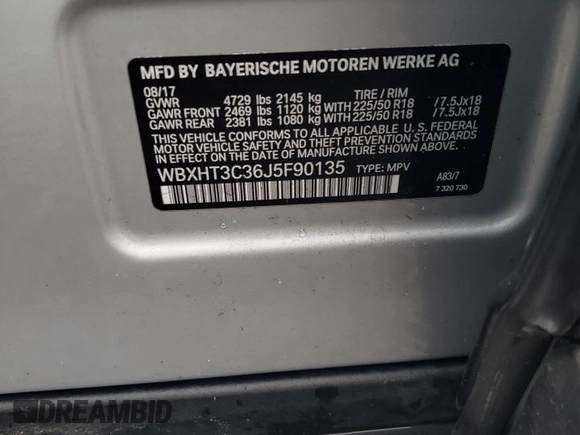 MFD BY BAYERISCHE MOTOREN WERKE AG
08/17 TIRE / RIM
GVWR 4729 lbs 2145 kg
GAWR FRONT 2469 lbs 1120 kg WITH 225/50 R18 /7.5Jx18
GAWR REAR 2381 lbs 1080 kg WITH 225/50 R18 /7.5Jx18
THIS VEHICLE CONFORMS TO ALL APPLICABLE U. S. FEDERAL
MOTOR VEHICLE SAFETY, BUMPER AND THEFT PREVENTION STANDARDS
IN EFFECT ON THE DATE OF MANUFACTURE SHOWN ABOVE.
WBXHT3C36J5F90135 TYPE: MPV A83/7
7 320 730
DREAMBID